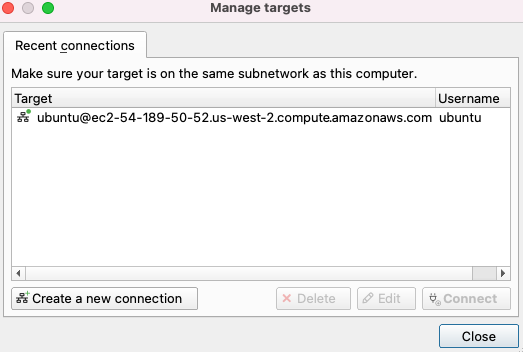 Manage targets
Recent connections
Make sure your target is on the same subnetwork as this computer.
Target Username
ubuntu@ec2-54-189-50-52.us-west-2.compute.amazonaws.com ubuntu
Create a new connection Delete Edit Connect
Close